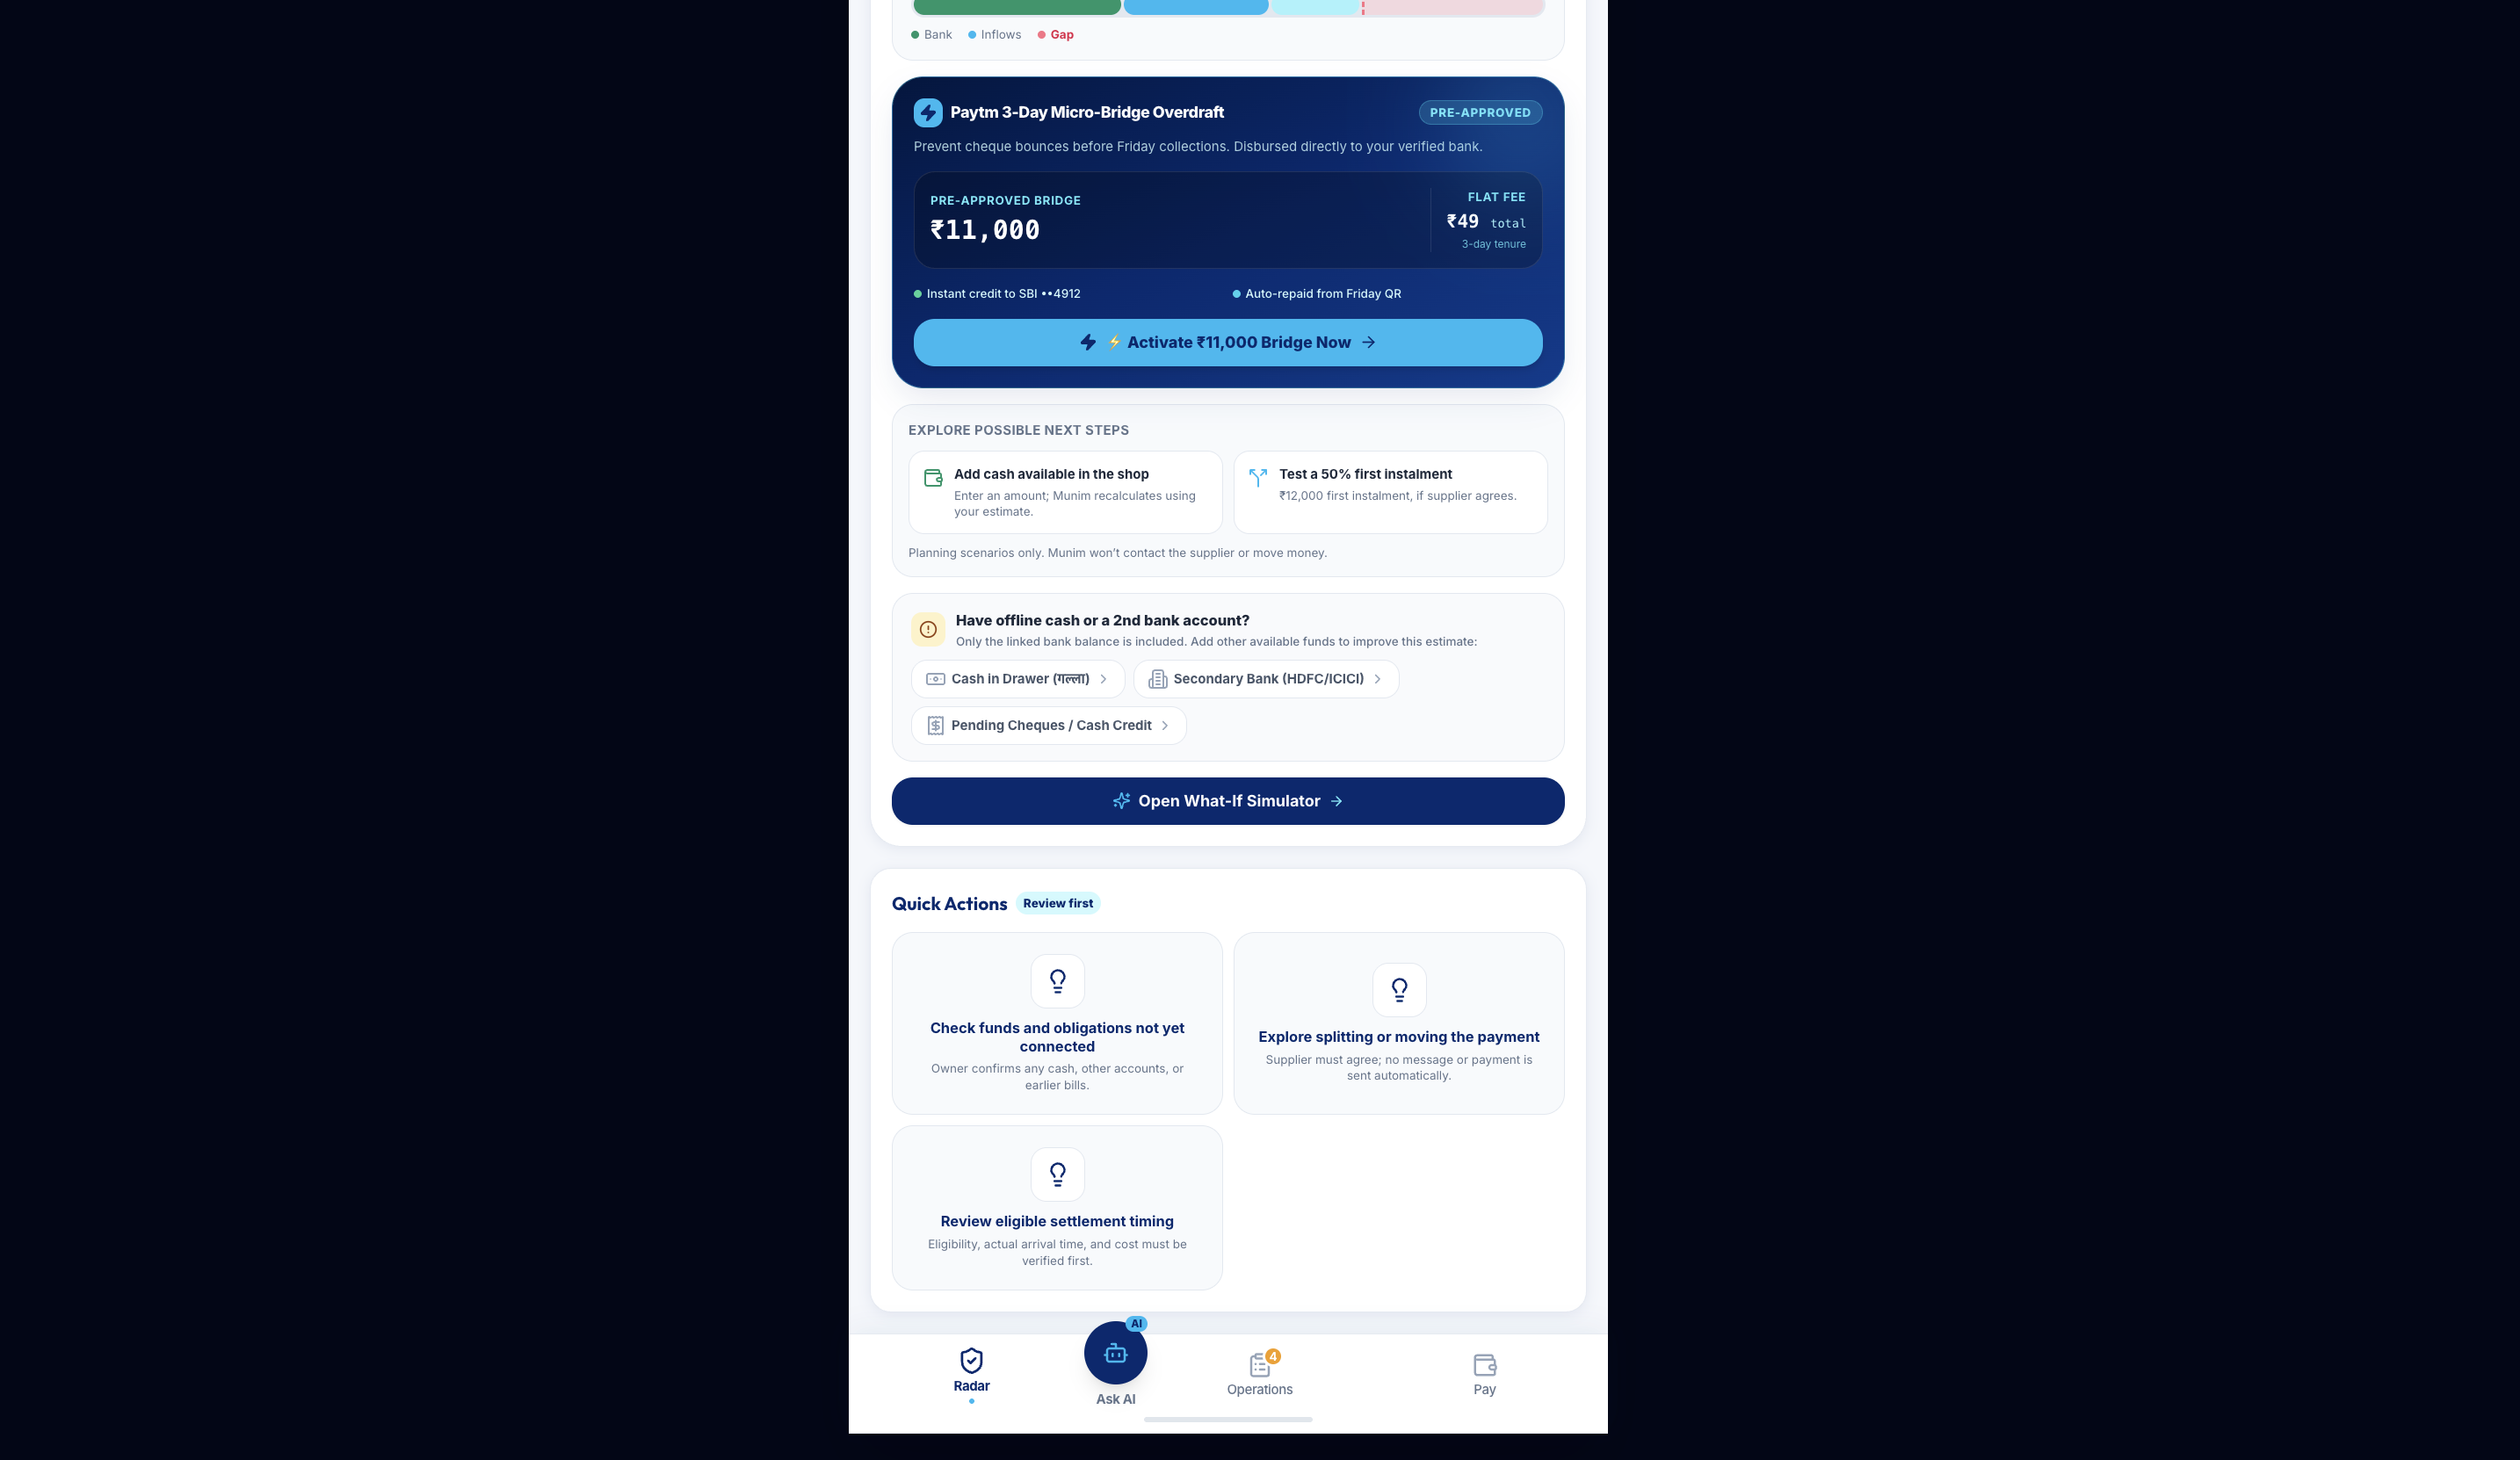 Bank Inflows Gap
Paytm 3-Day Micro-Bridge Overdraft
PRE-APPROVED
Prevent cheque bounces before Friday collections. Disbursed directly to your verified bank.
PRE-APPROVED BRIDGE
₹11,000
FLAT FEE
₹49 total
3-day tenure
Instant credit to SBI ••4912
Auto-repaid from Friday QR
⚡ Activate ₹11,000 Bridge Now →
EXPLORE POSSIBLE NEXT STEPS
Add cash available in the shop
Enter an amount; Munim recalculates using
your estimate.
Test a 50% first instalment
₹12,000 first instalment, if supplier agrees.
Planning scenarios only. Munim won’t contact the supplier or move money.
Have offline cash or a 2nd bank account?
Only the linked bank balance is included. Add other available funds to improve this estimate:
Cash in Drawer (गल्ला)
Secondary Bank (HDFC/ICICI)
Pending Cheques / Cash Credit
Open What-If Simulator →
Quick Actions
Review first
Check funds and obligations not yet
connected
Owner confirms any cash, other accounts, or
earlier bills.
Explore splitting or moving the payment
Supplier must agree; no message or payment is
sent automatically.
Review eligible settlement timing
Eligibility, actual arrival time, and cost must be
verified first.
Radar
AI
Ask AI
4
Operations
Pay